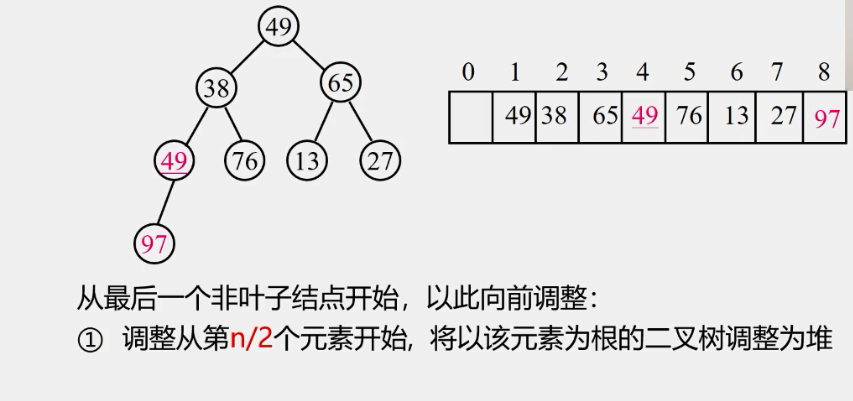 49
38 65
49 76 13 27
97
0 1 2 3 4 5 6 7 8
49 38 65 49 76 13 27 97
从最后一个非叶子结点开始，以此向前调整：
① 调整从第n/2个元素开始, 将以该元素为根的二叉树调整为堆